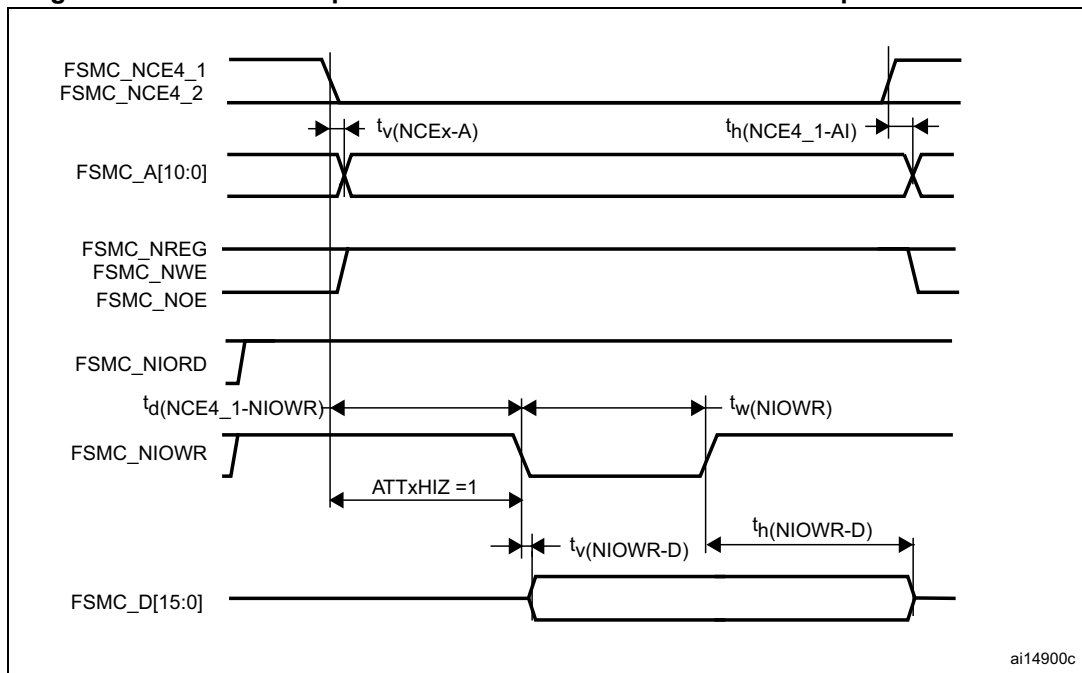 FSMC_NCE4_1
FSMC_NCE4_2
tv(NCEx-A)
th(NCE4_1-AI)
FSMC_A[10:0]
FSMC_NREG
FSMC_NWE
FSMC_NOE
FSMC_NIORD
td(NCE4_1-NIOWR)
tw(NIOWR)
FSMC_NIOWR
ATTxHIZ =1
th(NIOWR-D)
tv(NIOWR-D)
FSMC_D[15:0]
ai14900c